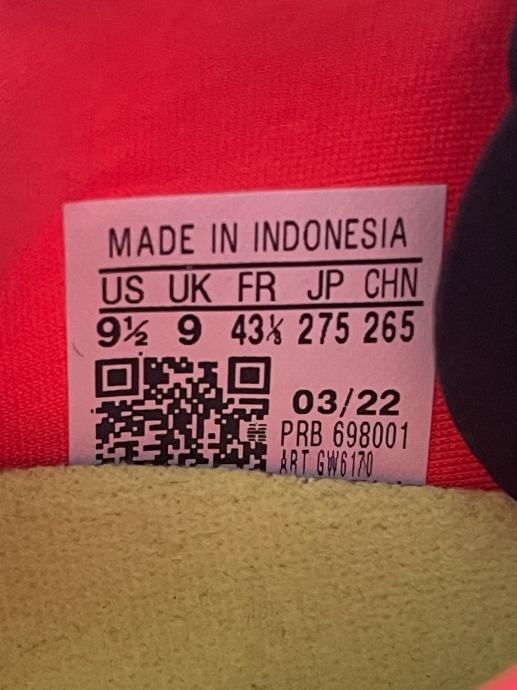 MADE IN INDONESIA
US UK FR JP CHN
9½ 9 43⅓ 275 265
03/22
PRB 698001
ART GW6170